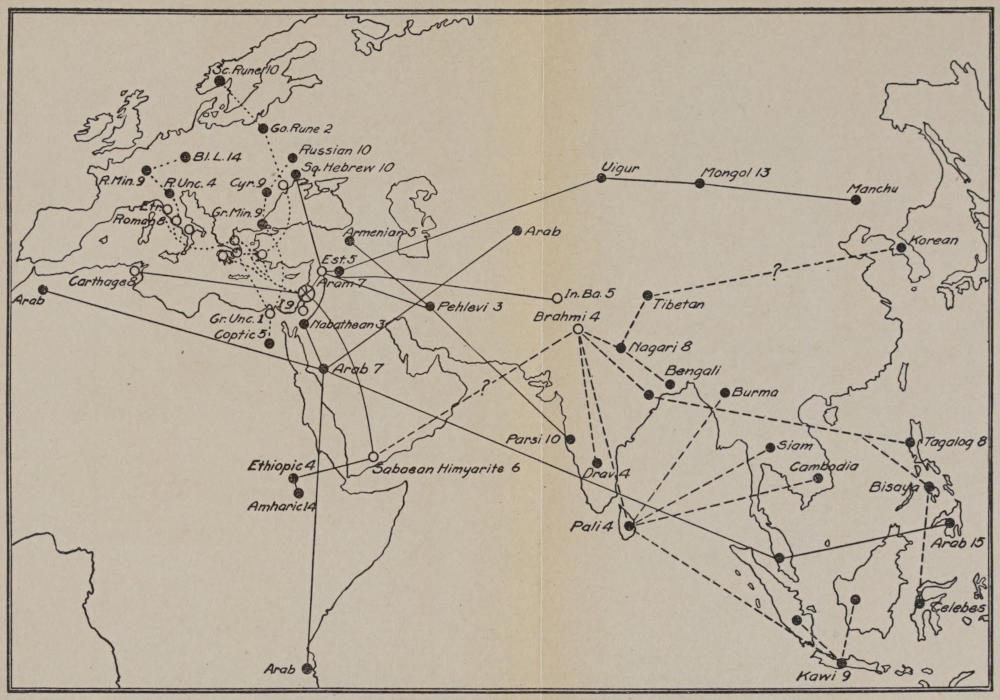 Sc. Rune 10
Go. Rune 2
Russian 10
Bl. L. 14
Sq. Hebrew 10
R. Min. 9
R. Unc. 4
Cyr. 9
Uigur
Mongol 13
Manchu
Etr.
Roman 8
Gr. Min. 9
Armenian 5
Arab
Korean
?
Est. 5
Carthage 8
Aram 7
In. Ba. 5
Tibetan
Arab
Pehlevi 3
Brahmi 4
Gr. Unc. 1
Nabathean 3
Coptic 5
Nagari 8
Arab 7
Bengali
Burma
?
Parsi 10
Siam
Tagalog 8
Ethiopic 4
Sabaean Himyarite 6
Drav. 4
Cambodia
Bisaya
Amharic 14
Pali 4
Arab 15
Celebes
Arab
Kawi 9